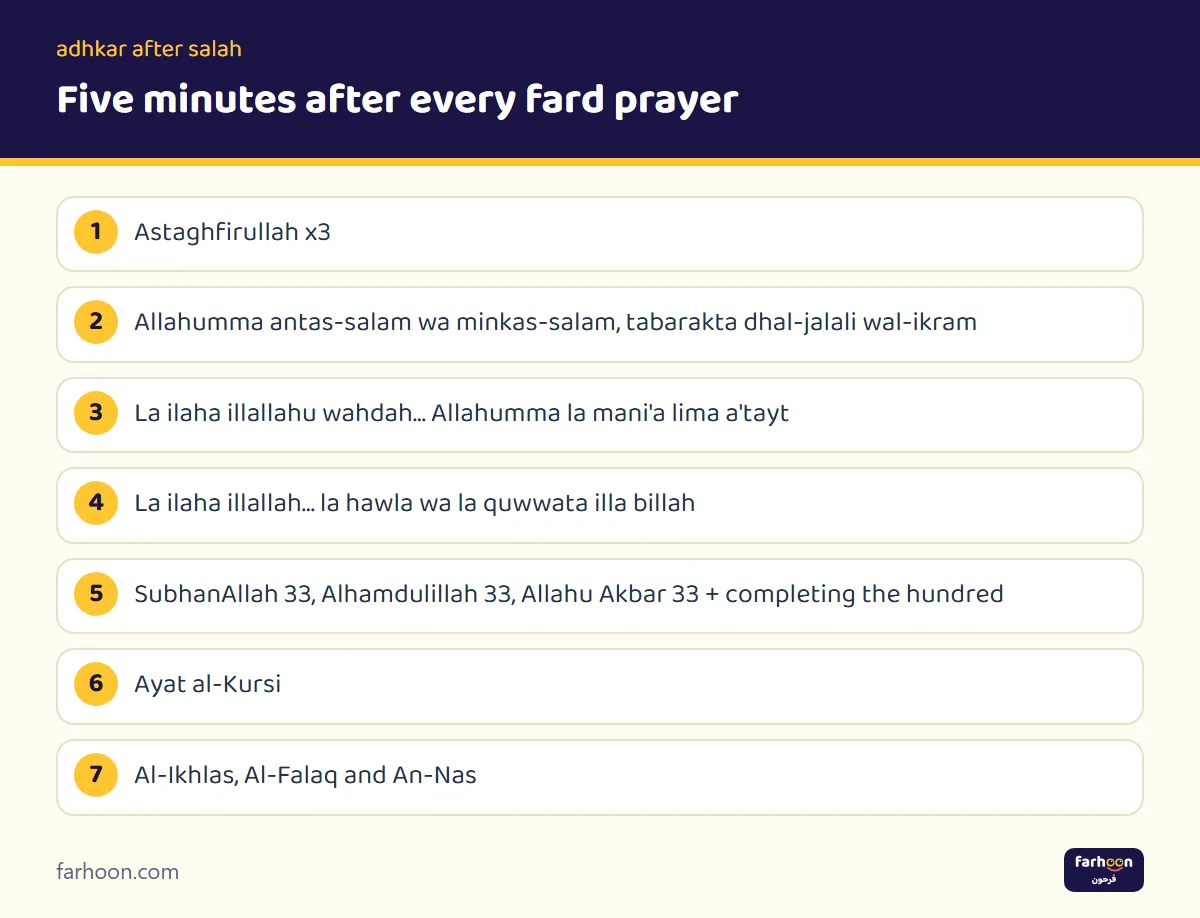 adhkar after salah
Five minutes after every fard prayer
1 Astaghfirullah x3
2 Allahumma antas-salam wa minkas-salam, tabarakta dhal-jalali wal-ikram
3 La ilaha illallahu wahdah... Allahumma la mani'a lima a'tayt
4 La ilaha illallah... la hawla wa la quwwata illa billah
5 SubhanAllah 33, Alhamdulillah 33, Allahu Akbar 33 + completing the hundred
6 Ayat al-Kursi
7 Al-Ikhlas, Al-Falaq and An-Nas
farhoon.com
farhoon
فرحون